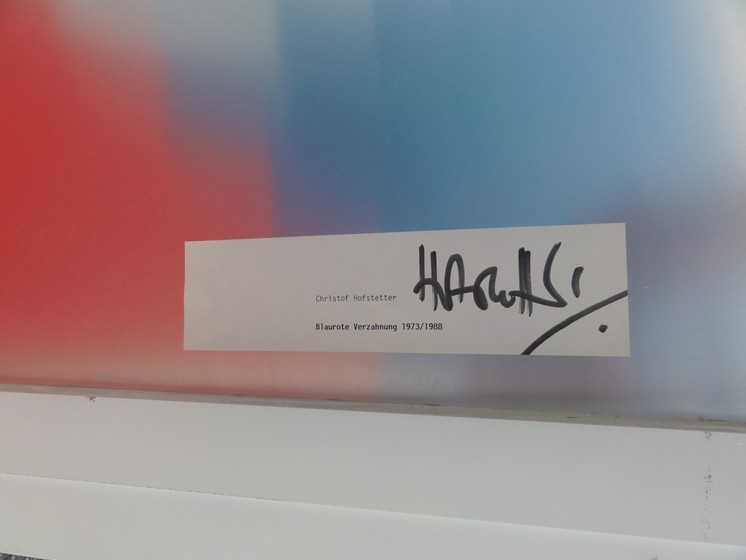 Christof Hofstetter
Blaurote Verzahnung 1973/1988